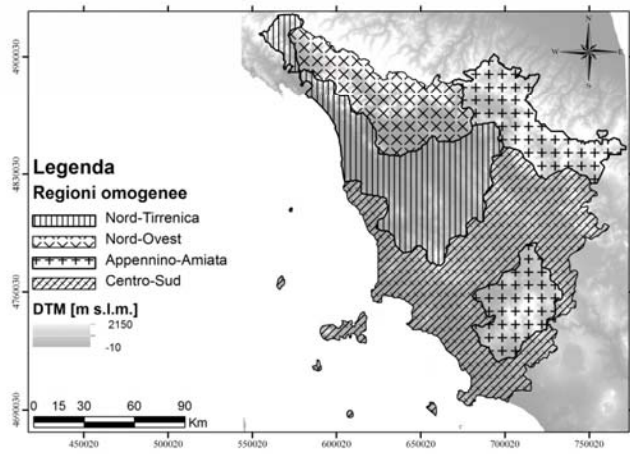 N
W E
S
4900030
4830030
4760030
4690030
Legenda
Regioni omogenee
Nord-Tirrenica
Nord-Ovest
Appennino-Amiata
Centro-Sud
DTM [m s.l.m.]
2150
-10
0 15 30 60 90
Km
450020 500020 550020 600020 650020 700020 750020